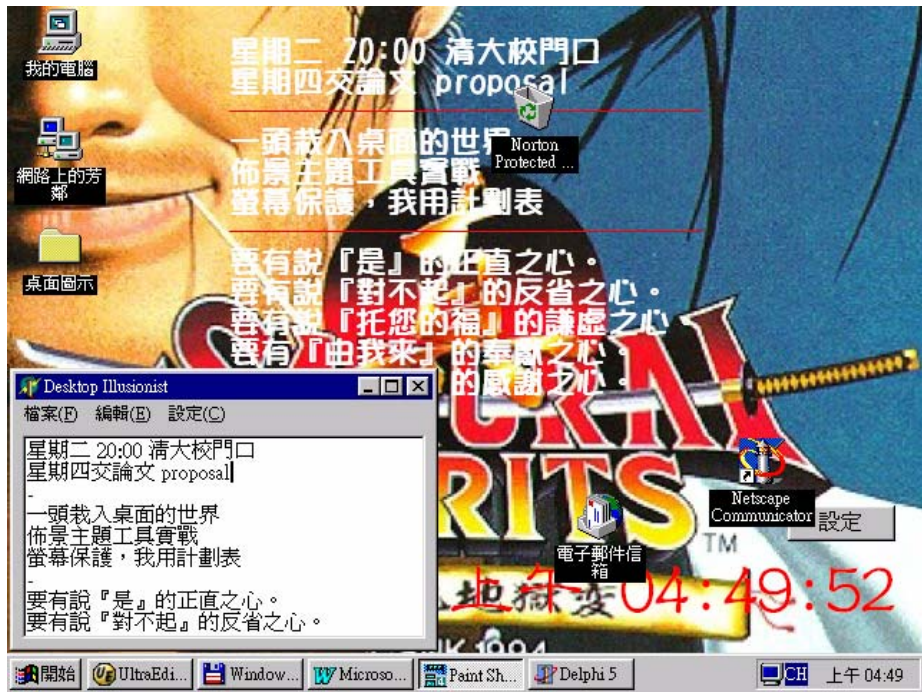 我的電腦
網路上的芳
鄰
桌面圖示
星期二 20:00 清大校門口
星期四交論文 proposal
一頭栽入桌面的世界
佈景主題工具實戰
螢幕保護，我用計劃表
要有說『是』的正直之心。
要有說『對不起』的反省之心。
要有說『托您的福』的謙虛之心
要有『由我來』的奉獻之心。
的感謝之心。
Norton
Protected ...
Desktop Illusionist
檔案(F) 編輯(E) 設定(C)
星期二 20:00 清大校門口
星期四交論文 proposal
-
一頭栽入桌面的世界
佈景主題工具實戰
螢幕保護，我用計劃表
-
要有說『是』的正直之心。
要有說『對不起』的反省之心。
RITS
TM
Netscape
Communicator
設定
電子郵件信
箱
地獄変
上午 04:49:52
開始 UltraEdi... Window... Microso... Paint Sh... Delphi 5 CH 上午 04:49